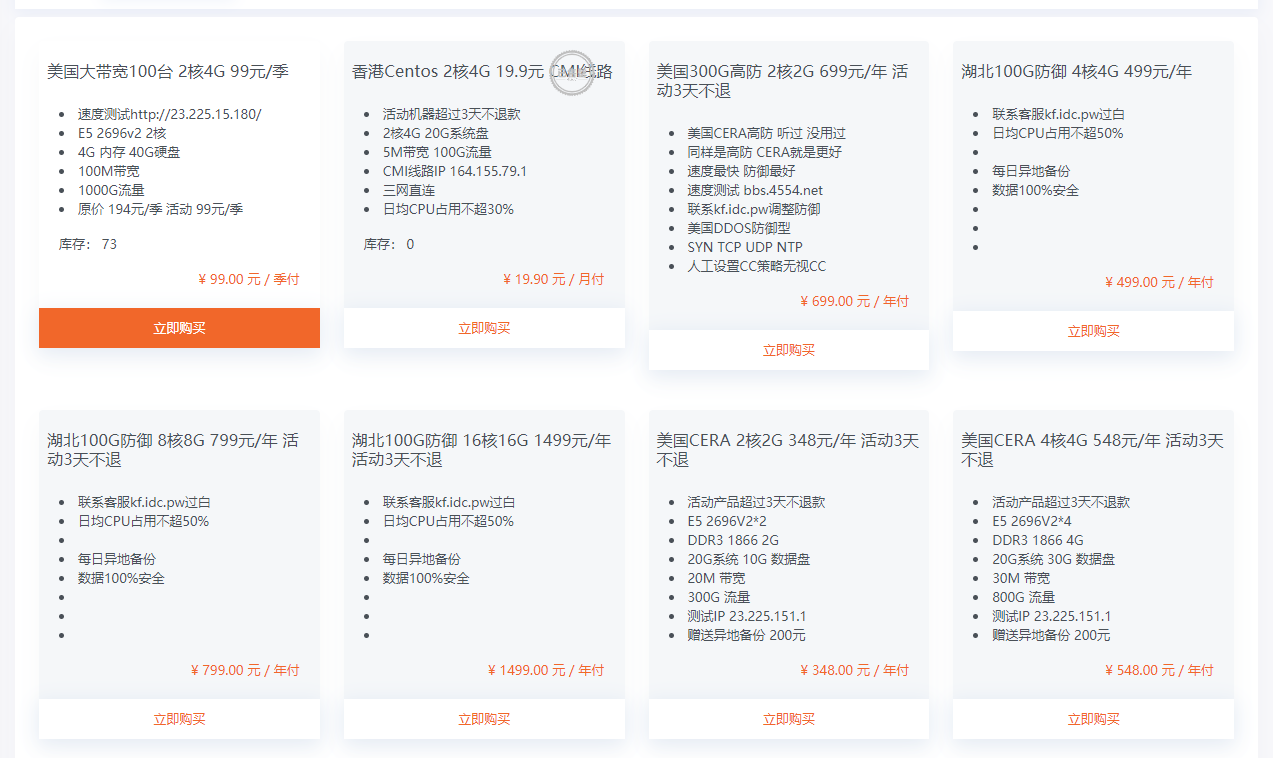 美国大带宽100台 2核4G 99元/季
速度测试http://23.225.15.180/
E5 2696v2 2核
4G 内存 40G硬盘
100M带宽
1000G流量
原价 194元/季 活动 99元/季
库存： 73
¥ 99.00 元 / 季付
立即购买
香港Centos 2核4G 19.9元 CMI线路
活动机器超过3天不退款
2核4G 20G系统盘
5M带宽 100G流量
CMI线路IP 164.155.79.1
三网直连
日均CPU占用不超30%
库存： 0
¥ 19.90 元 / 月付
立即购买
美国300G高防 2核2G 699元/年 活
动3天不退
美国CERA高防 听过 没用过
同样是高防 CERA就是更好
速度最快 防御最好
速度测试 bbs.4554.net
联系kf.idc.pw调整防御
美国DDOS防御型
SYN TCP UDP NTP
人工设置CC策略无视CC
¥ 699.00 元 / 年付
立即购买
湖北100G防御 4核4G 499元/年
联系客服kf.idc.pw过白
日均CPU占用不超50%
每日异地备份
数据100%安全
¥ 499.00 元 / 年付
立即购买
湖北100G防御 8核8G 799元/年 活
动3天不退
联系客服kf.idc.pw过白
日均CPU占用不超50%
每日异地备份
数据100%安全
¥ 799.00 元 / 年付
立即购买
湖北100G防御 16核16G 1499元/年
活动3天不退
联系客服kf.idc.pw过白
日均CPU占用不超50%
每日异地备份
数据100%安全
¥ 1499.00 元 / 年付
立即购买
美国CERA 2核2G 348元/年 活动3天
不退
活动产品超过3天不退款
E5 2696V2*2
DDR3 1866 2G
20G系统 10G 数据盘
20M 带宽
300G 流量
测试IP 23.225.151.1
赠送异地备份 200元
¥ 348.00 元 / 年付
立即购买
美国CERA 4核4G 548元/年 活动3天
不退
活动产品超过3天不退款
E5 2696V2*4
DDR3 1866 4G
20G系统 30G 数据盘
30M 带宽
800G 流量
测试IP 23.225.151.1
赠送异地备份 200元
¥ 548.00 元 / 年付
立即购买